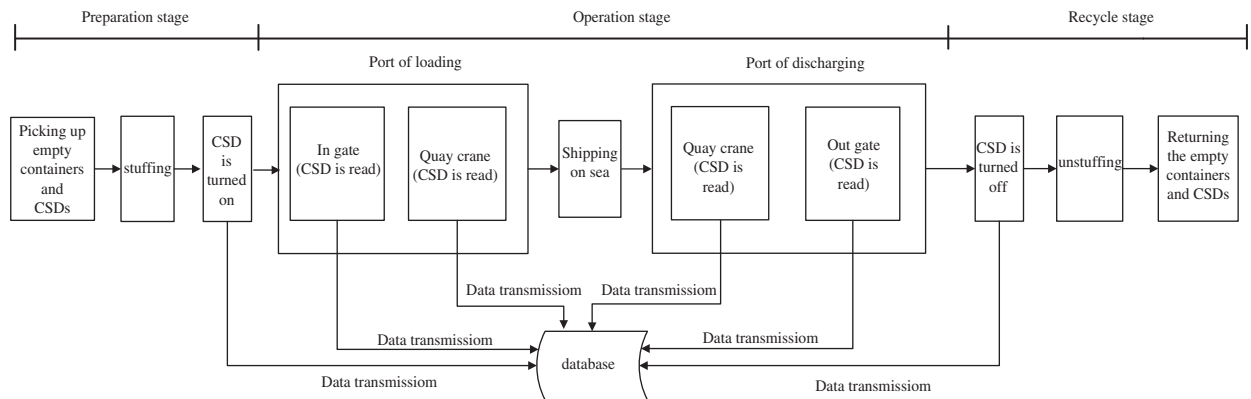 Preparation stage
Operation stage
Recycle stage
Port of loading
Port of discharging
Picking up
empty
containers
and
CSDs
stuffing
CSD
is
turned
on
In gate
(CSD is read)
Quay crane
(CSD is read)
Shipping
on sea
Quay crane
(CSD is
read)
Out gate
(CSD is
read)
CSD is
turned
off
unstuffing
Returning
the empty
containers
and CSDs
Data transmissiom
Data transmissiom
Data transmissiom
Data transmissiom
database
Data transmissiom
Data transmissiom